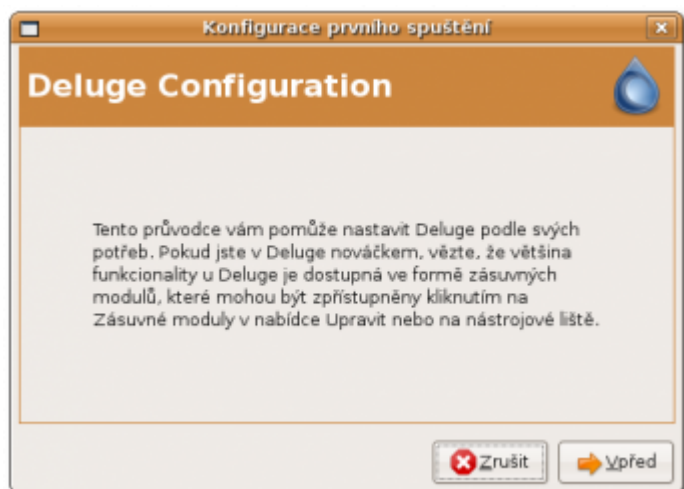 Konfigurace prvního spuštění
Deluge Configuration
Tento průvodce vám pomůže nastavit Deluge podle svých
potřeb. Pokud jste v Deluge nováčkem, vězte, že většina
funkcionality u Deluge je dostupná ve formě zásuvných
modulů, které mohou být zpřístupněny kliknutím na
Zásuvné moduly v nabídce Upravit nebo na nástrojové liště.
Zrušit
Vpřed